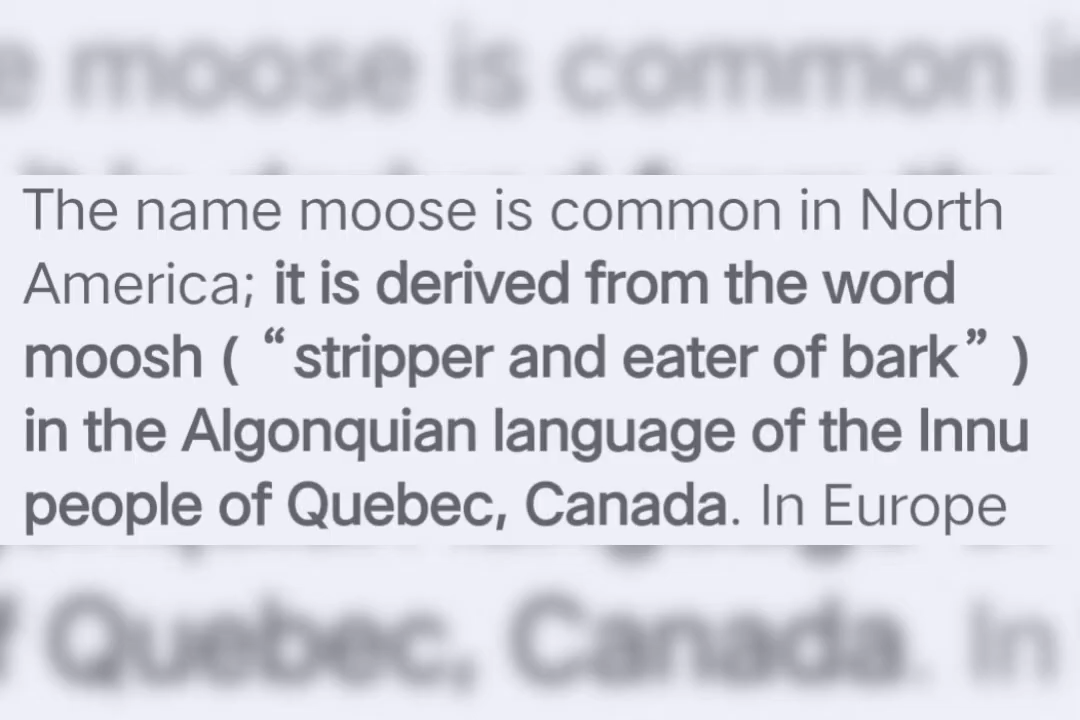 The name moose is common in North
America; it is derived from the word
moosh ( “stripper and eater of bark” )
in the Algonquian language of the Innu
people of Quebec, Canada. In Europe